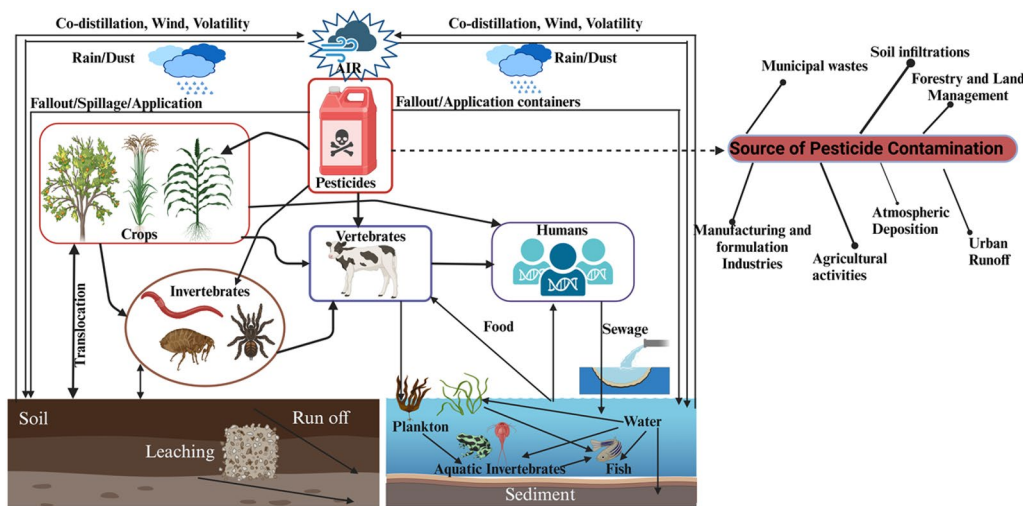 Co-distillation, Wind, Volatility
Co-distillation, Wind, Volatility
Rain/Dust
AIR
Rain/Dust
Fallout/Spillage/Application
Fallout/Application containers
Pesticides
Crops
Vertebrates
Humans
Invertebrates
Translocation
Food
Sewage
Soil
Run off
Leaching
Plankton
Water
Aquatic Invertebrates
Fish
Sediment
Municipal wastes
Soil infiltrations
Forestry and Land
Management
Source of Pesticide Contamination
Manufacturing and
formulation
Industries
Agricultural
activities
Atmospheric
Deposition
Urban
Runoff